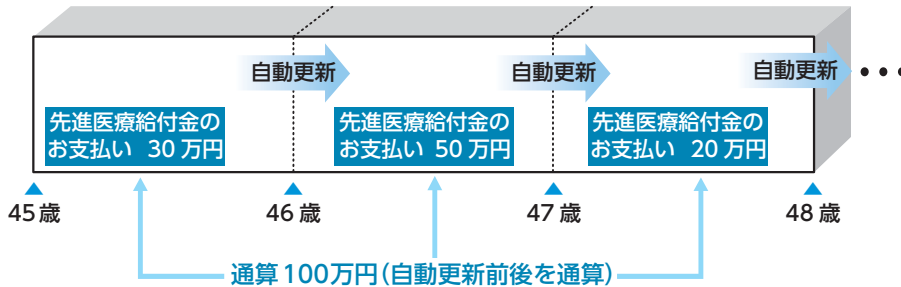 自動更新
自動更新
自動更新
先進医療給付金の
お支払い 30万円
先進医療給付金の
お支払い 50万円
先進医療給付金の
お支払い 20万円
45歳
46歳
47歳
48歳
通算100万円(自動更新前後を通算)